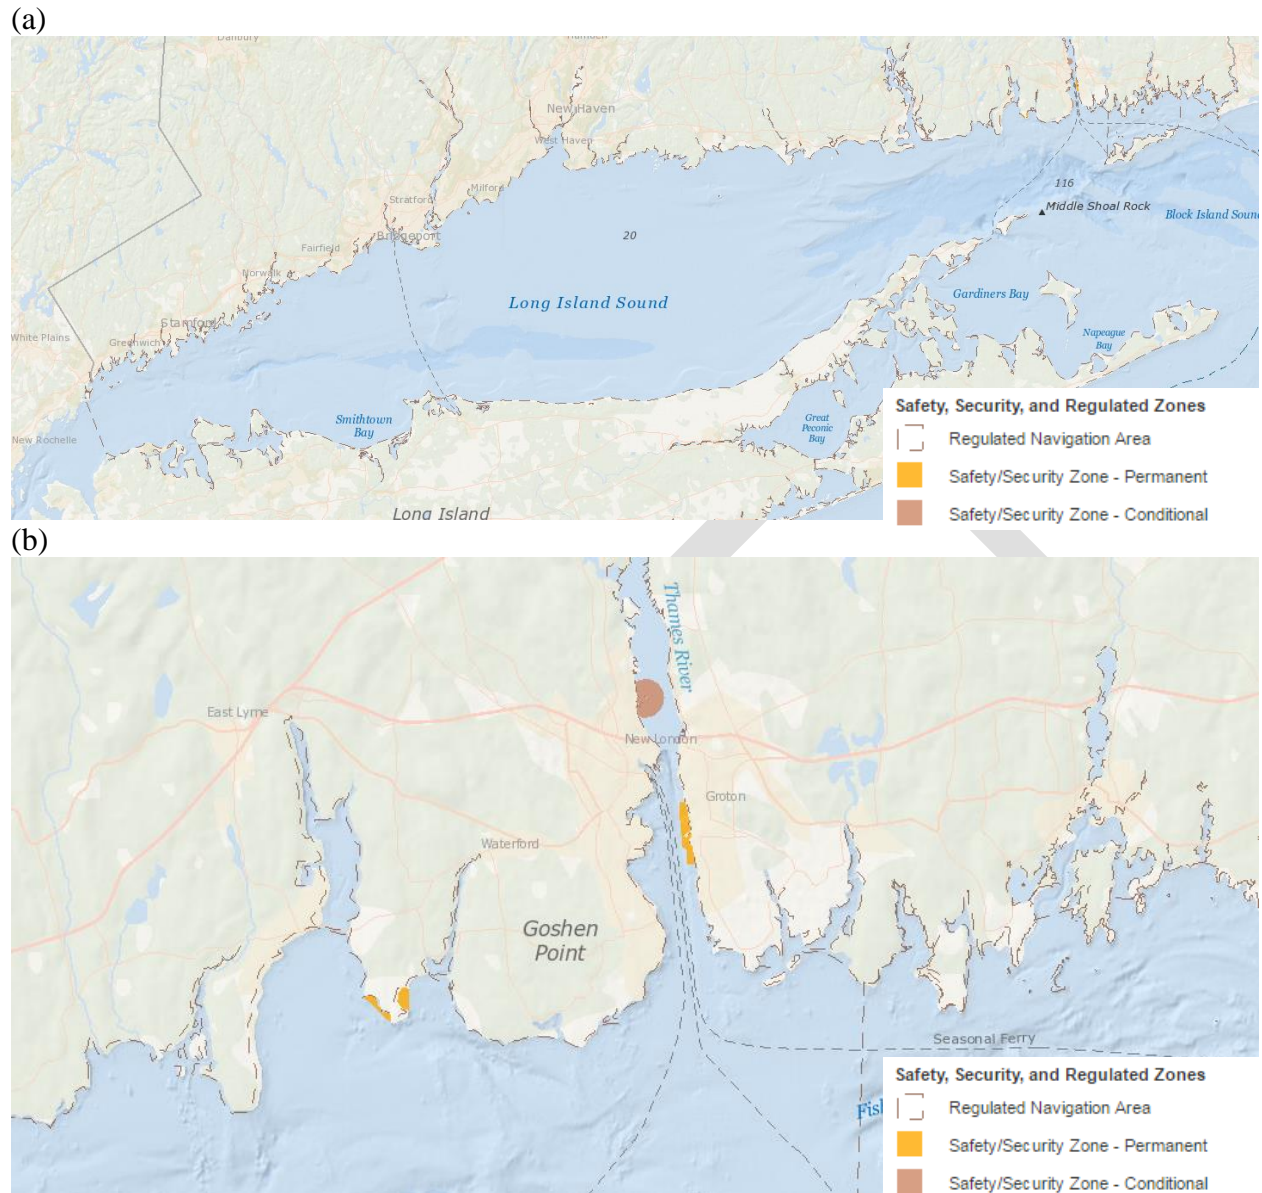 (a)
Danbury
Hamden
New Haven
West Haven
Milford
Stratford
Bridgeport
Fairfield
Norwalk
Stamford
Greenwich
White Plains
New Rochelle
20
116
Middle Shoal Rock
Block Island Sound
Long Island Sound
Gardiners Bay
Napeague
Bay
Smithtown
Bay
Great
Peconic
Bay
Long Island
Safety, Security, and Regulated Zones
Regulated Navigation Area
Safety/Security Zone - Permanent
Safety/Security Zone - Conditional
(b)
Thames River
East Lyme
New London
Groton
Waterford
Goshen
Point
Seasonal Ferry
Safety, Security, and Regulated Zones
Regulated Navigation Area
Safety/Security Zone - Permanent
Safety/Security Zone - Conditional